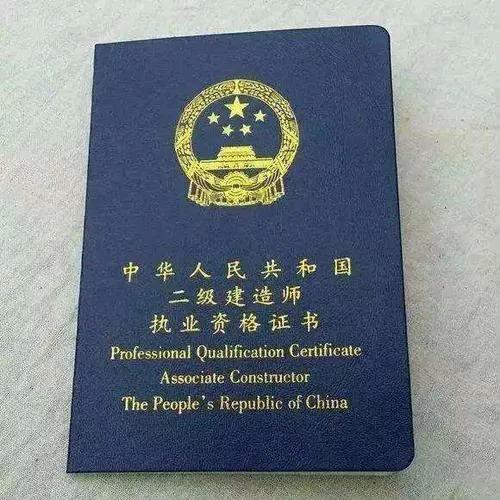 中华人民共和国
二级建造师
执业资格证书
Professional Qualification Certificate
Associate Constructor
The People's Republic of China